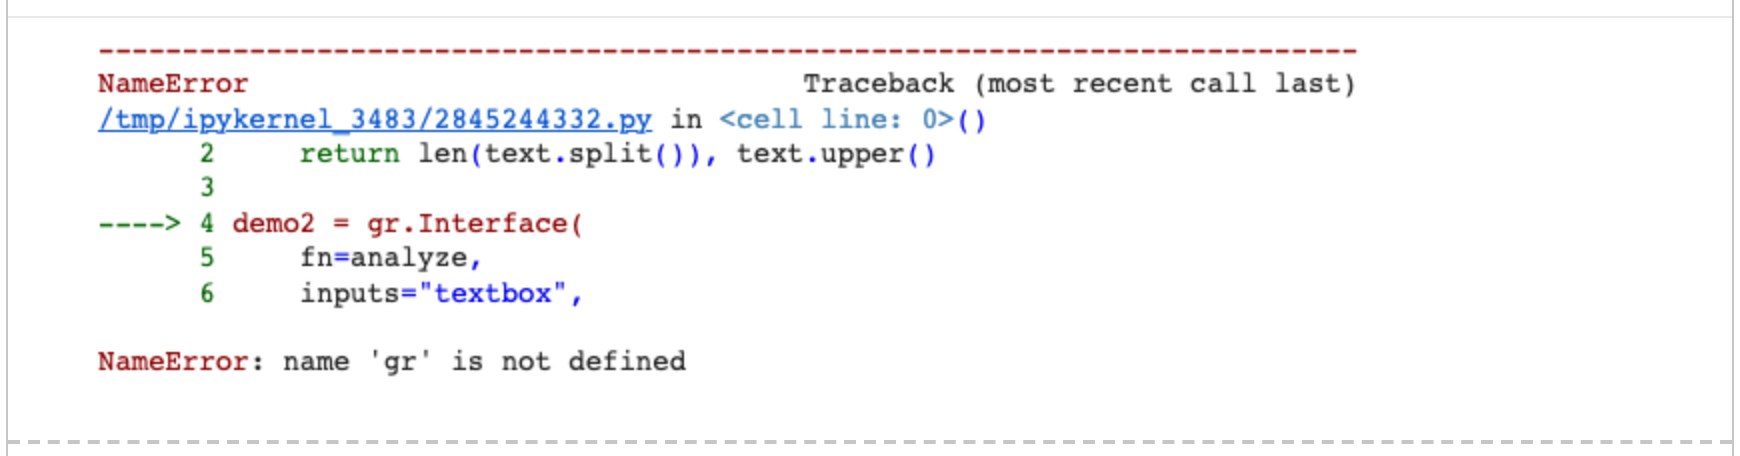 ---------------------------------------------------------------------------
NameError                                 Traceback (most recent call last)
/tmp/ipykernel_3483/2845244332.py in <cell line: 0>()
      2     return len(text.split()), text.upper()
      3
----> 4 demo2 = gr.Interface(
      5     fn=analyze,
      6     inputs="textbox",

NameError: name 'gr' is not defined